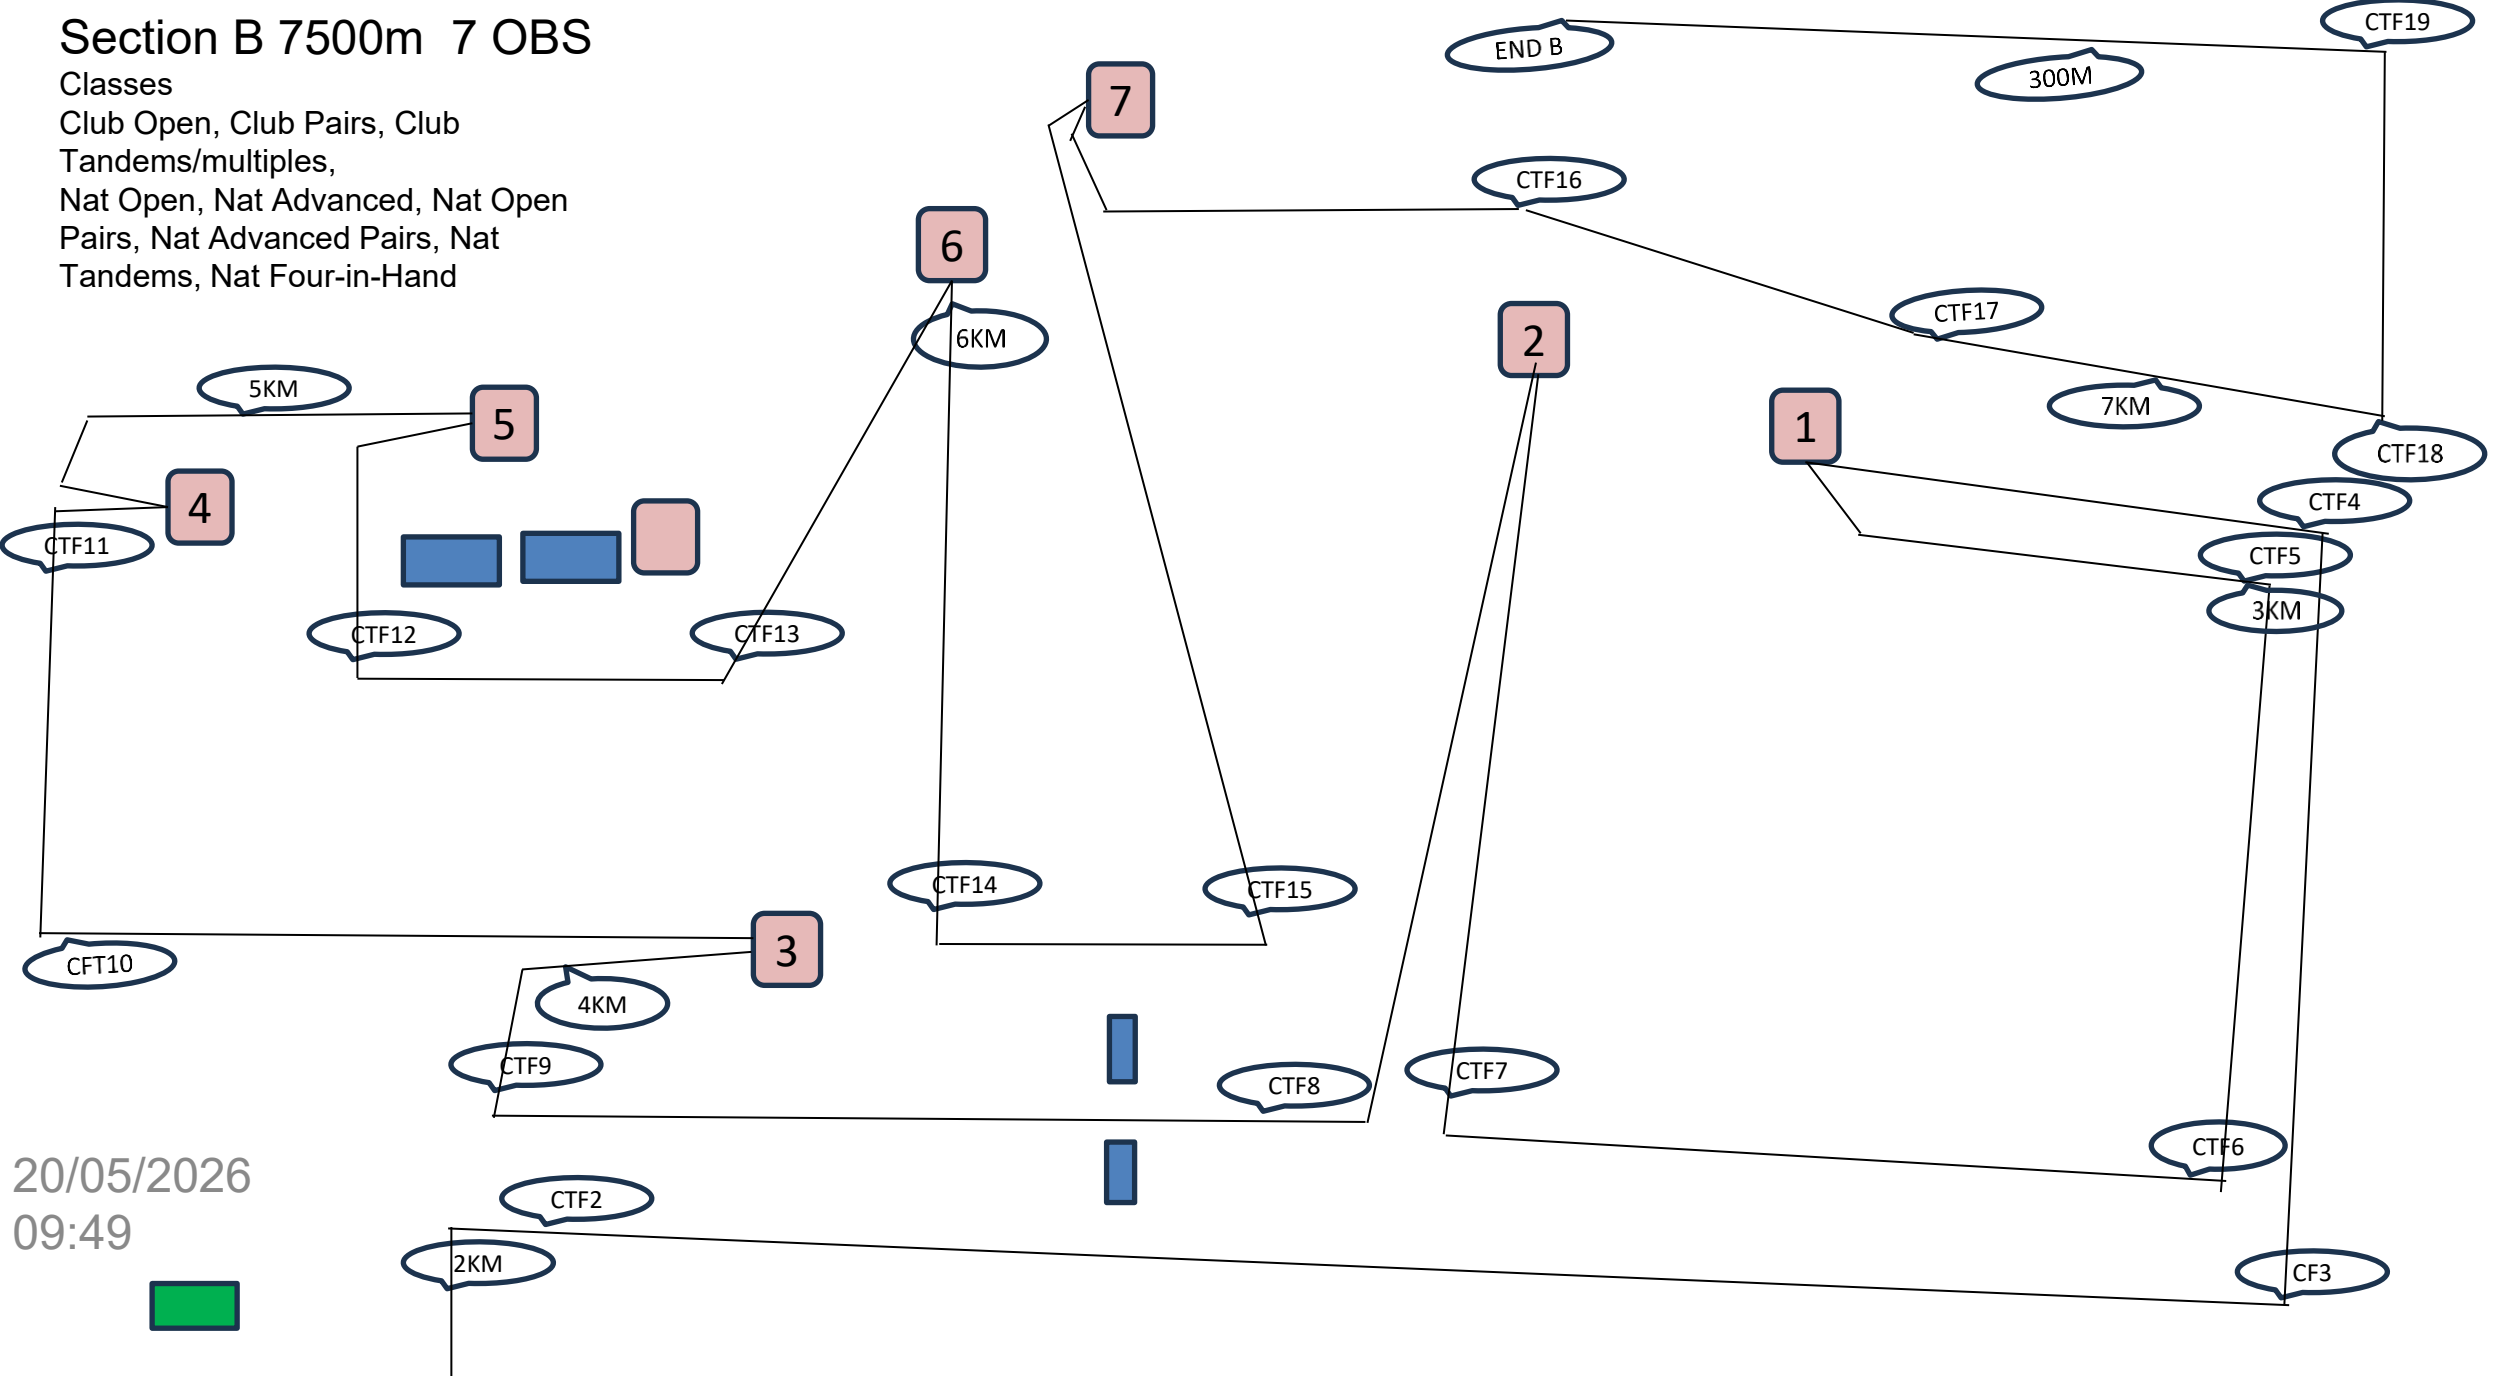 Section B 7500m  7 OBS
Classes
Club Open, Club Pairs, Club
Tandems/multiples,
Nat Open, Nat Advanced, Nat Open
Pairs, Nat Advanced Pairs, Nat
Tandems, Nat Four-in-Hand
CTF19
END B
300M
7
CTF16
6
CTF17
6KM
2
5KM
7KM
1
5
CTF18
4
CTF4
CTF11
CTF5
3KM
CTF12
CTF13
CTF14
CTF15
3
CFT10
4KM
CTF9
CTF8
CTF7
CTF6
20/05/2026
09:49
CTF2
2KM
CF3